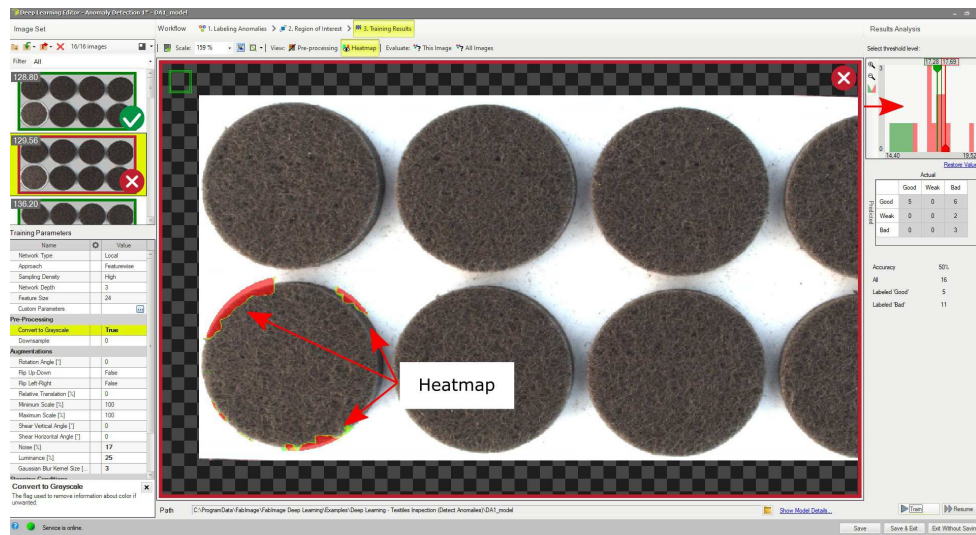 Deep Learning Editor - Anomaly Detection 1* - DA1_model
Image Set
Workflow 1. Labeling Anomalies 2. Region of Interest 3. Training Results
Results Analysis
16/16 images
Scale: 159 % View: Pre-processing Heatmap Evaluate: This Image All Images
Select threshold level:
Filter All
128.80
129.56
136.20
17.28 17.69
3
0
14.40 19.52
Restore Value
Actual
Good Weak Bad
Predicted
Good 5 0 6
Weak 0 0 2
Bad 0 0 3
Accuracy 50%
All 16
Labeled 'Good' 5
Labeled 'Bad' 11
Training Parameters
Name Value
Network Type Local
Approach Featurewise
Sampling Density High
Network Depth 3
Feature Size 24
Custom Parameters
Pre-Processing
Convert to Grayscale True
Downsample 0
Augmentations
Rotation Angle [°] 0
Flip Up-Down False
Flip Left-Right False
Relative Translation [%] 0
Minimum Scale [%] 100
Maximum Scale [%] 100
Shear Vertical Angle [°] 0
Shear Horizontal Angle [°] 0
Noise [%] 17
Luminance [%] 25
Gaussian Blur Kernel Size [... 3
Convert to Grayscale
The flag used to remove information about color if
unwanted.
Heatmap
Path C:\ProgramData\FabImage\FabImage Deep Learning\Examples\Deep Learning - Textiles Inspection (Detect Anomalies)\DA1_model
Show Model Details...
Train Resume
Service is online.
Save Save & Exit Exit Without Savin